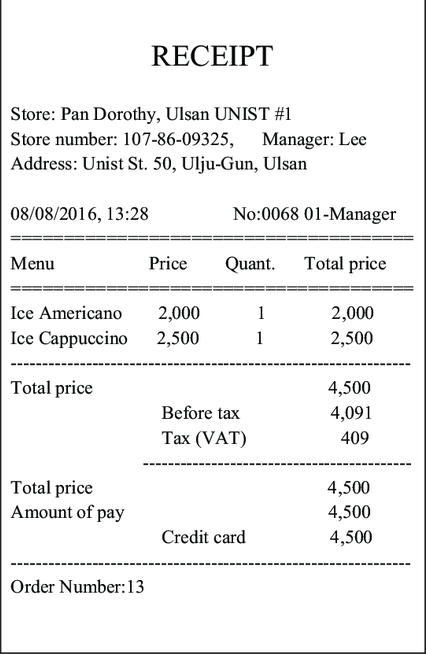 RECEIPT
Store: Pan Dorothy, Ulsan UNIST #1
Store number: 107-86-09325, Manager: Lee
Address: Unist St. 50, Ulju-Gun, Ulsan
08/08/2016, 13:28 No:0068 01-Manager
======================================
Menu Price Quant. Total price
======================================
Ice Americano 2,000 1 2,000
Ice Cappuccino 2,500 1 2,500
----------------------------------------------------------------
Total price 4,500
Before tax 4,091
Tax (VAT) 409
-------------------------------------------
Total price 4,500
Amount of pay 4,500
Credit card 4,500
----------------------------------------------------------------
Order Number:13